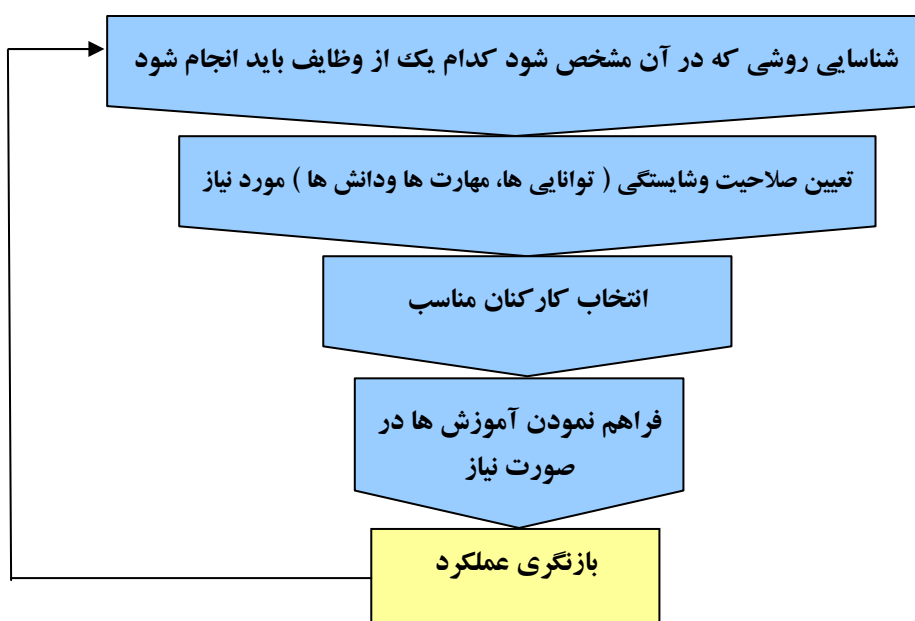 شناسایی روشی که در آن مشخص شود کدام یک از وظایف باید انجام شود
تعیین صلاحیت وشایستگی ( توانایی ها، مهارت ها ودانش ها ) مورد نیاز
انتخاب کارکنان مناسب
فراهم نمودن آموزش ها در
صورت نیاز
بازنگری عملکرد